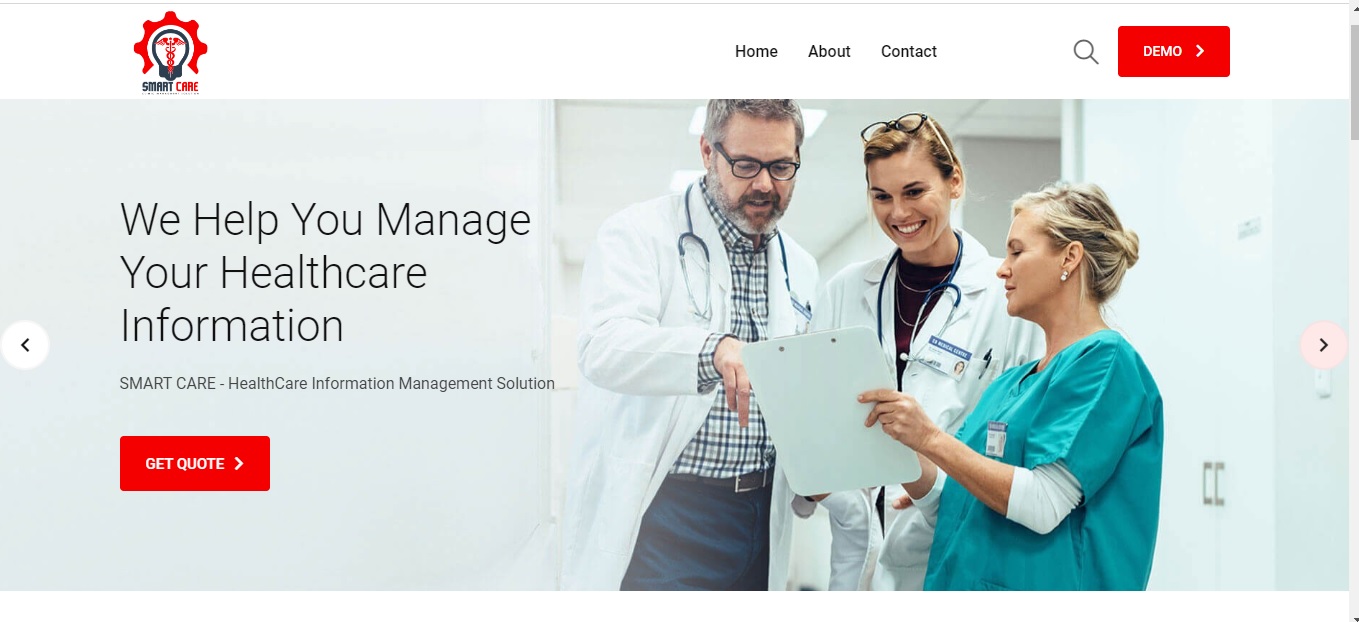 SMART CARE
Home
About
Contact
DEMO
We Help You Manage
Your Healthcare
Information
SMART CARE - HealthCare Information Management Solution
GET QUOTE